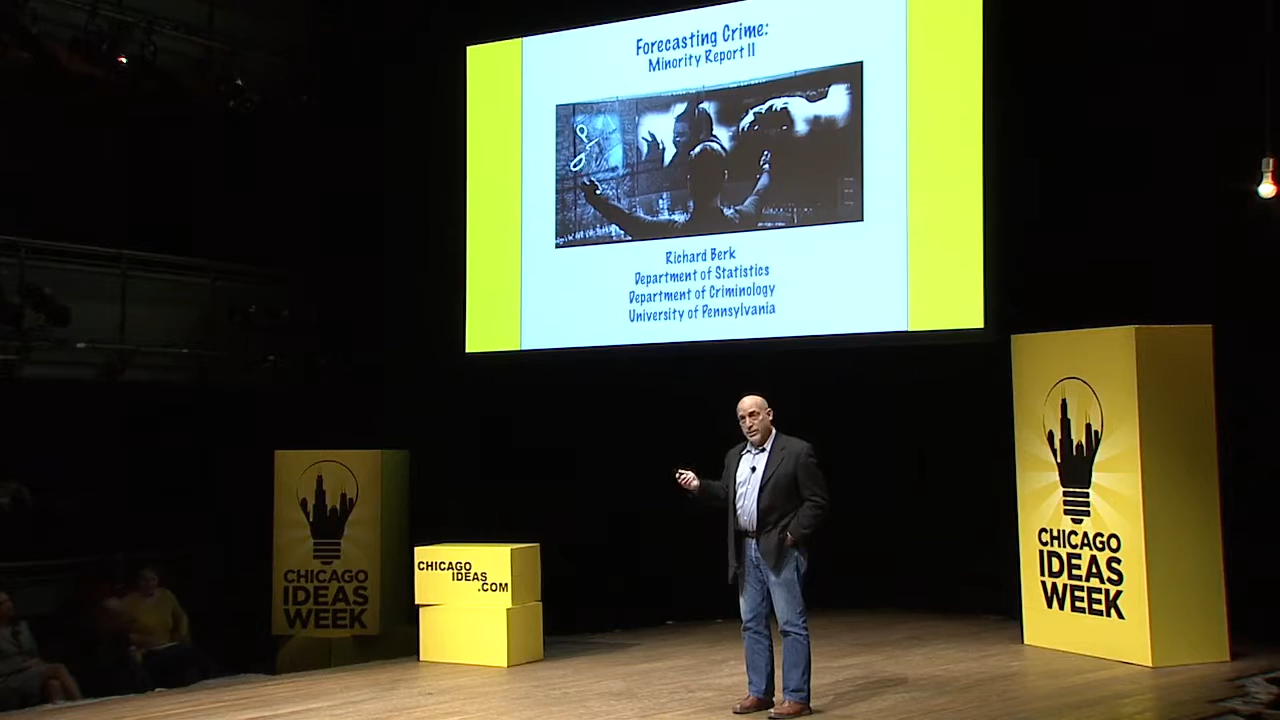 Forecasting Crime:
Minority Report II
Richard Berk
Department of Statistics
Department of Criminology
University of Pennsylvania
CHICAGO
IDEAS
WEEK
CHICAGO
IDEAS
.COM
CHICAGO
IDEAS
WEEK